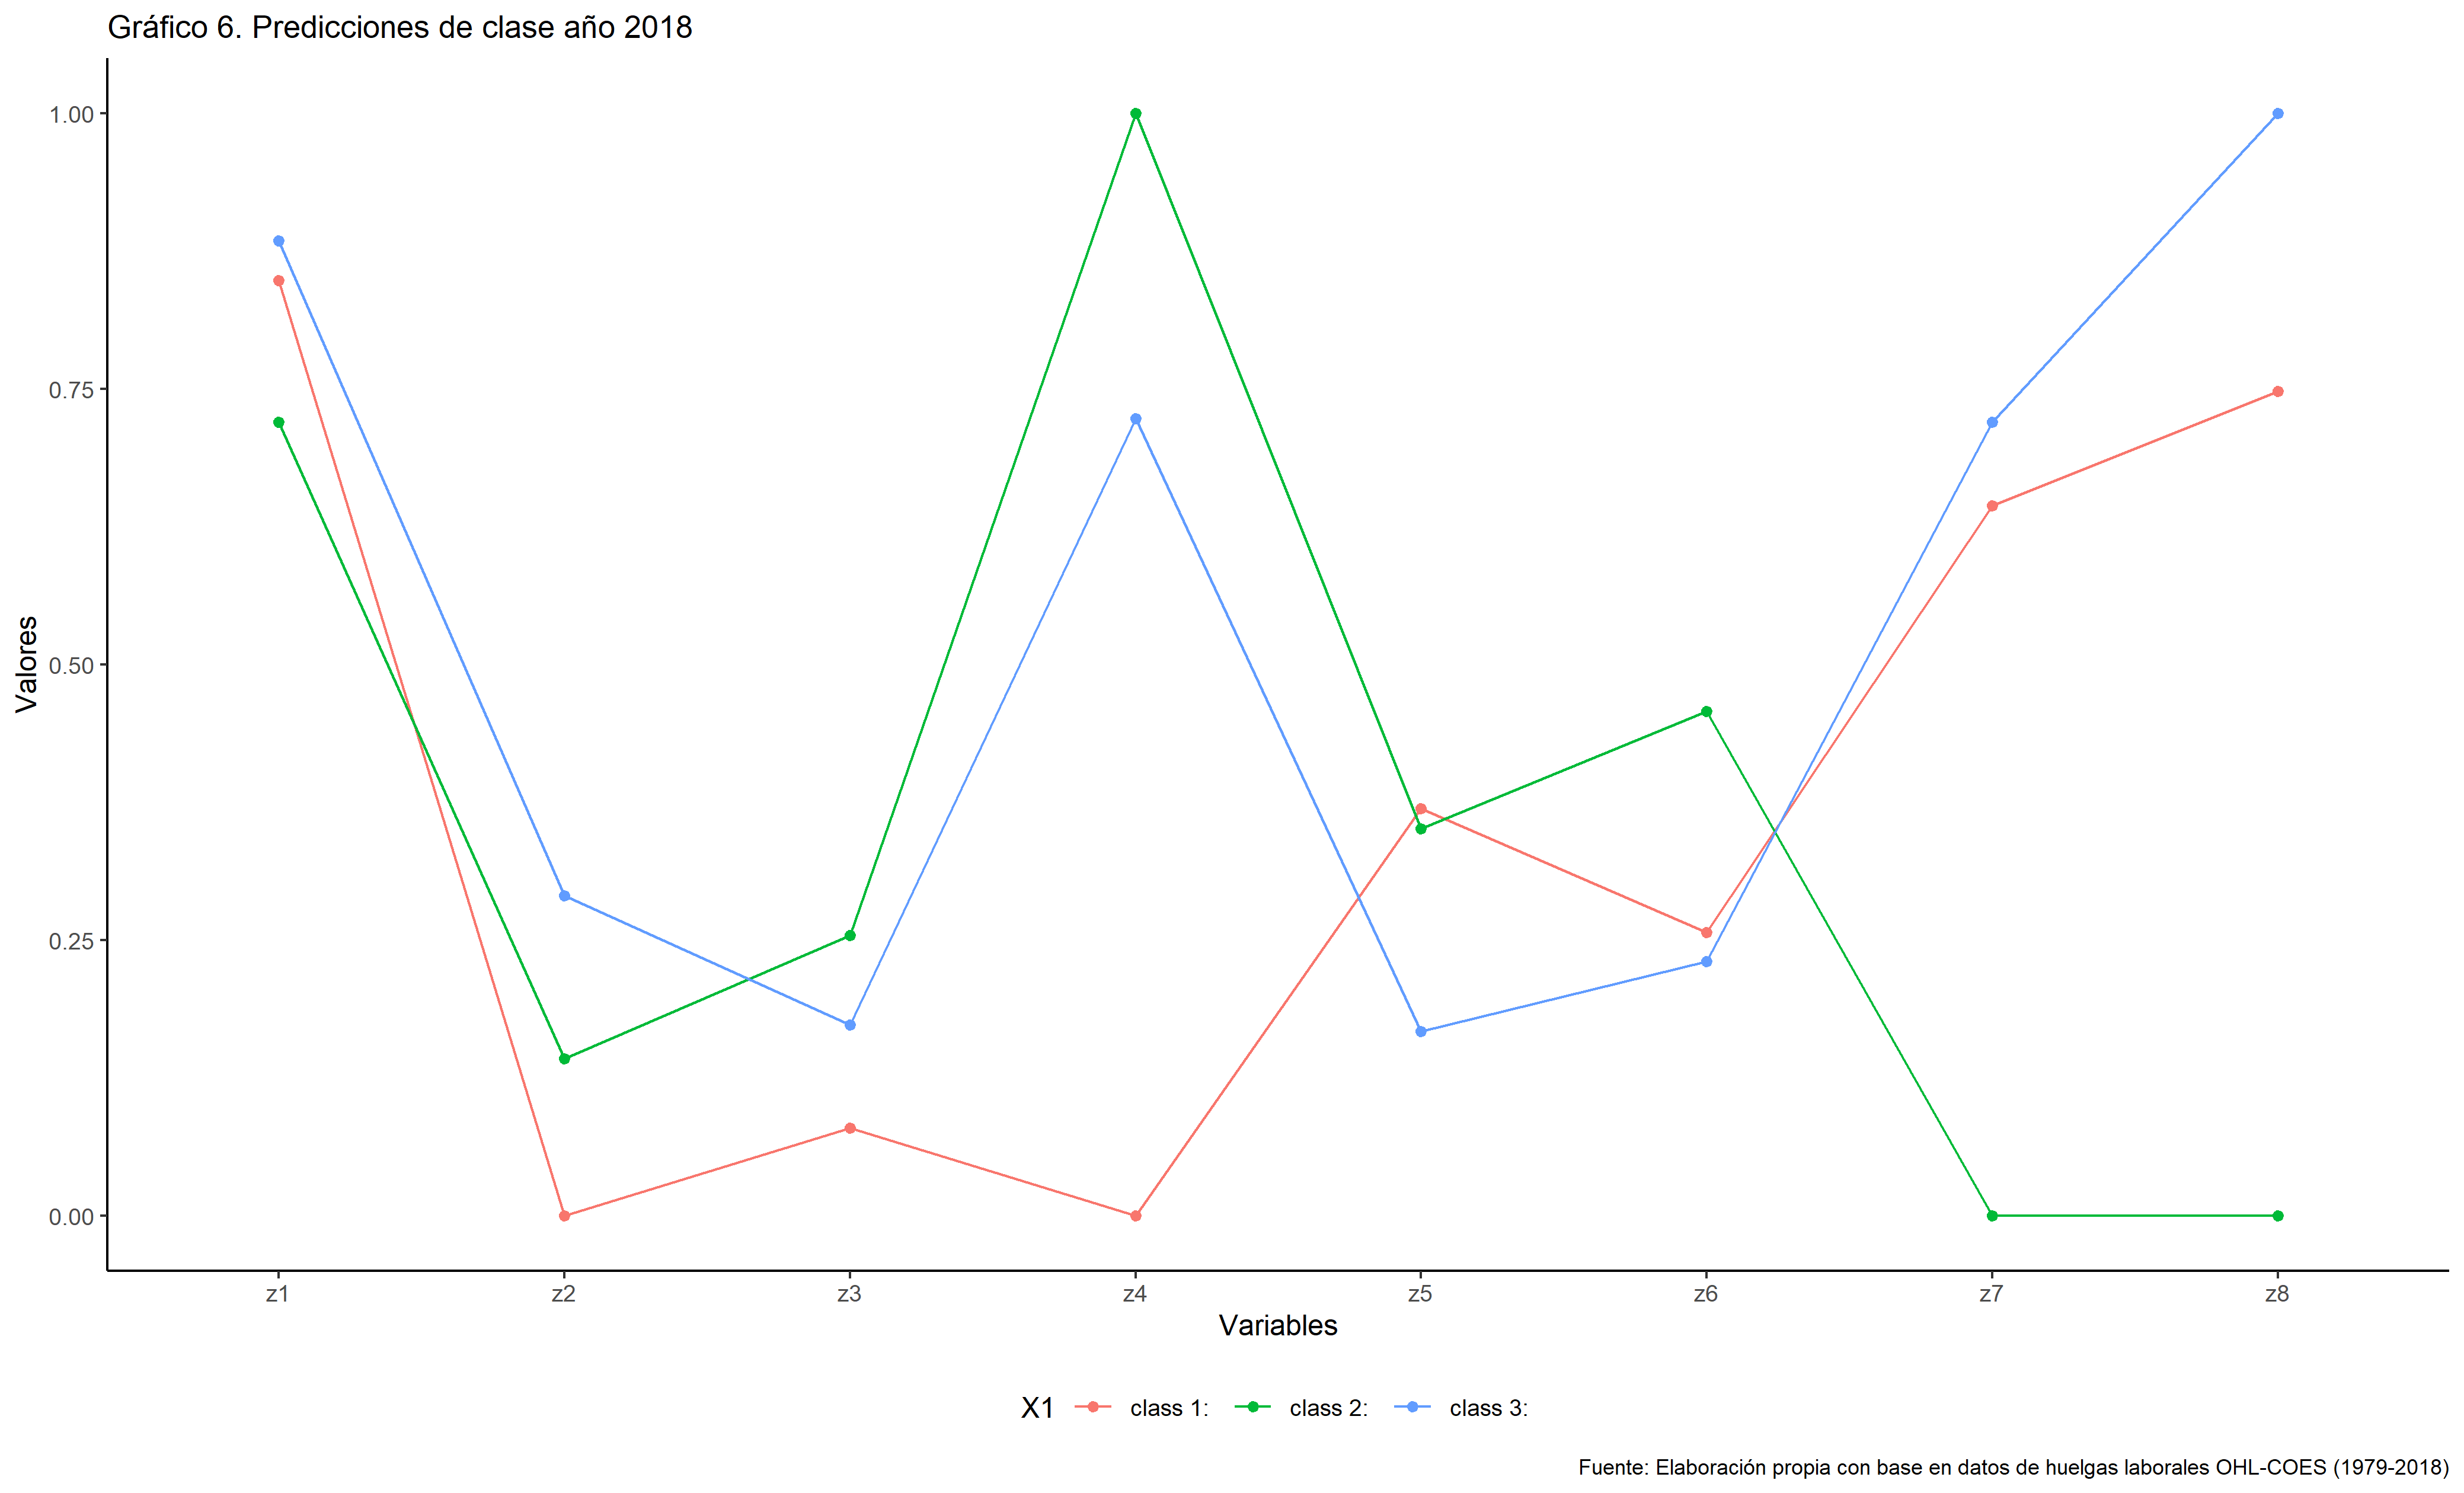 Gráfico 6. Predicciones de clase año 2018
1.00
0.75
0.50
0.25
0.00
Valores
z1 z2 z3 z4 z5 z6 z7 z8
Variables
X1 class 1: class 2: class 3:
Fuente: Elaboración propia con base en datos de huelgas laborales OHL-COES (1979-2018)